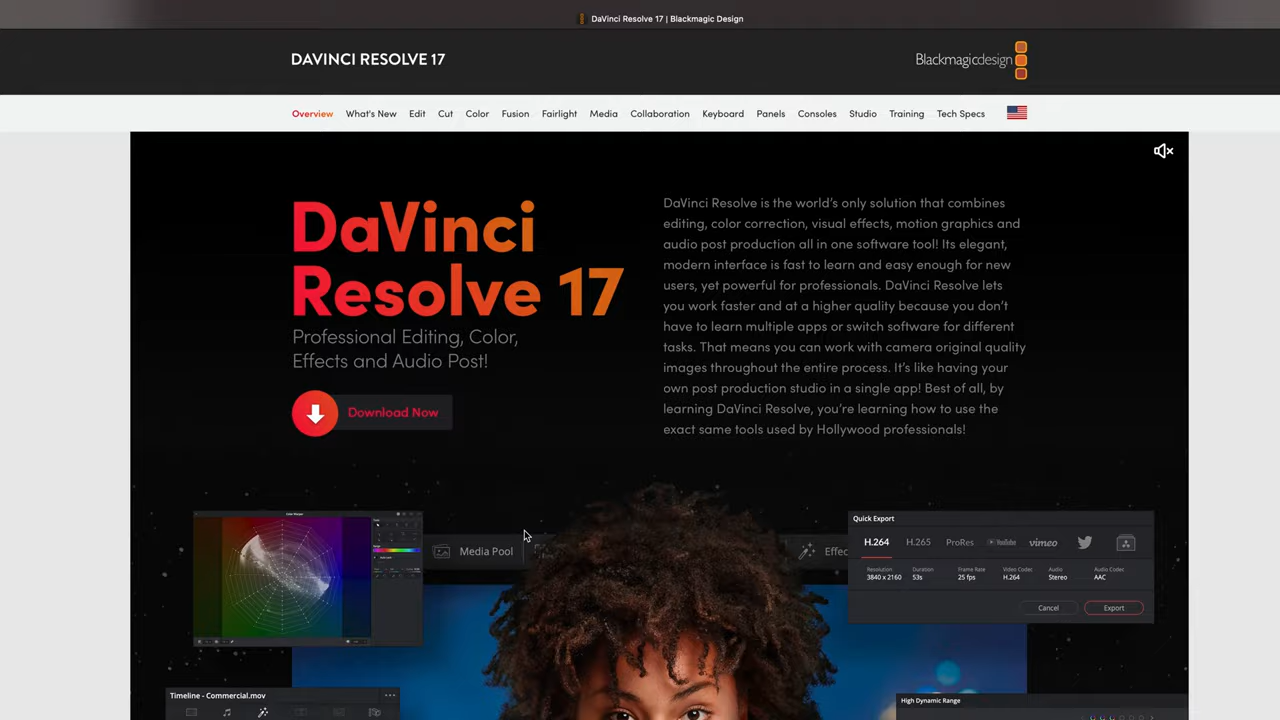 DaVinci Resolve 17 | Blackmagic Design
DAVINCI RESOLVE 17
Blackmagicdesign
Overview What's New Edit Cut Color Fusion Fairlight Media Collaboration Keyboard Panels Consoles Studio Training Tech Specs
DaVinci
Resolve 17
Professional Editing, Color,
Effects and Audio Post!
Download Now
DaVinci Resolve is the world's only solution that combines
editing, color correction, visual effects, motion graphics and
audio post production all in one software tool! Its elegant,
modern interface is fast to learn and easy enough for new
users, yet powerful for professionals. DaVinci Resolve lets
you work faster and at a higher quality because you don't
have to learn multiple apps or switch software for different
tasks. That means you can work with camera original quality
images throughout the entire process. It's like having your
own post production studio in a single app! Best of all, by
learning DaVinci Resolve, you're learning how to use the
exact same tools used by Hollywood professionals!
Color Warper
Media Pool
Effec
Quick Export
H.264 H.265 ProRes YouTube vimeo
Resolution Duration Frame Rate Video Codec Audio Audio Codec
3840 x 2160 53s 25 fps H.264 Stereo AAC
Cancel Export
Timeline - Commercial.mov
High Dynamic Range